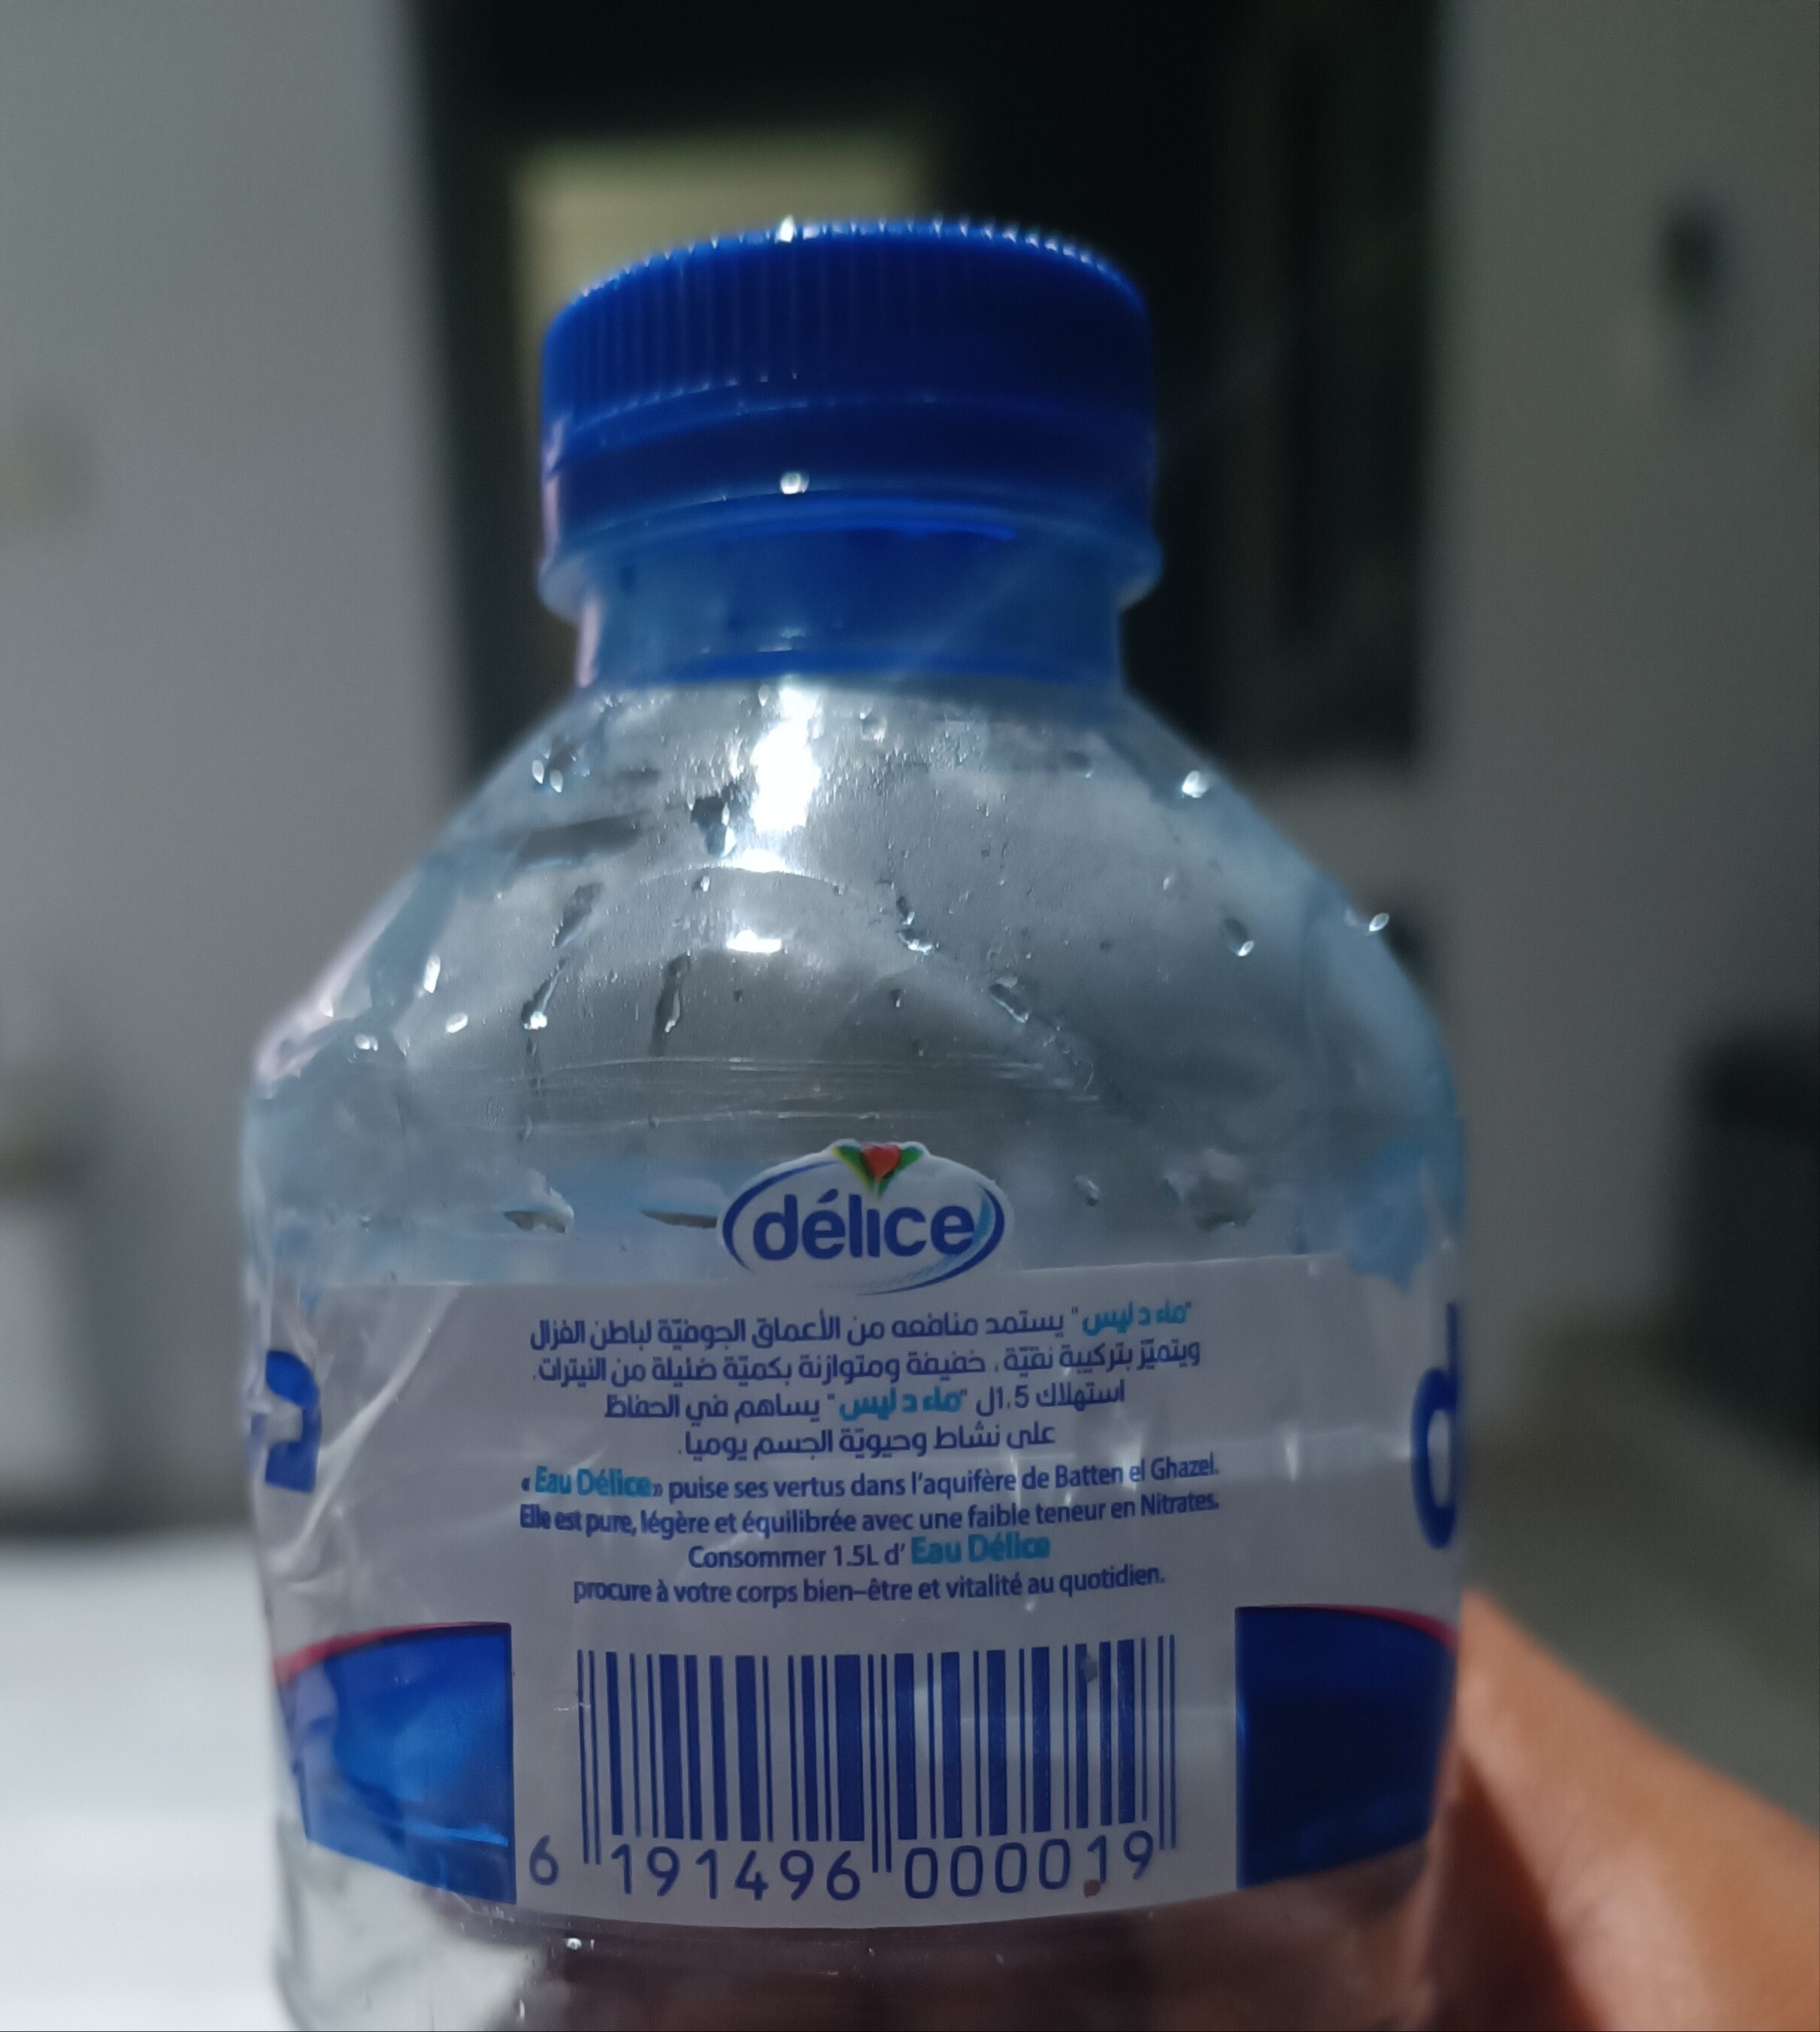 délice
"ماء دليس" يستمد منافعه من الأعماق الجوفيّة لباطن الغزال
ويتميّز بتركيبة نقيّة، خفيفة ومتوازنة بكميّة ضئيلة من النيترات.
استهلاك 1.5ل "ماء دليس" يساهم في الحفاظ
على نشاط وحيويّة الجسم يوميا.
«Eau Délice» puise ses vertus dans l'aquifère de Batten el Ghazel.
Elle est pure, légère et équilibrée avec une faible teneur en Nitrates.
Consommer 1.5L d' Eau Délice
procure à votre corps bien-être et vitalité au quotidien.
6 191496 000019